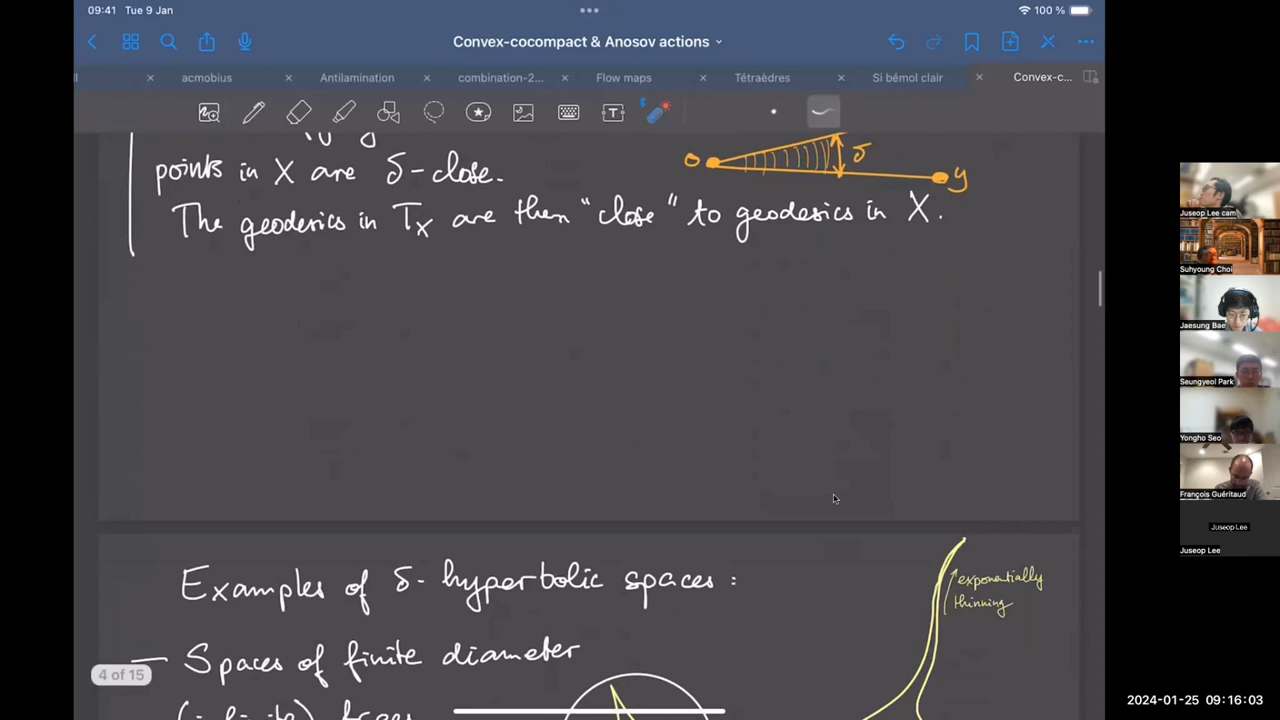 09:41 Tue 9 Jan
100 %
Convex-cocompact & Anosov actions
acmobius
Antilamination
combination-2...
Flow maps
Tétraèdres
Si bémol clair
Convex-c...
points in X are δ-close.
The geodesics in Tx are then "close" to geodesics in X.
o
δ
y
Examples of δ-hyperbolic spaces:
exponentially
thinning
— Spaces of finite diameter
(infinite) trees
4 of 15
Juseop Lee cam
Suhyoung Choi
Jaesung Bae
Seungyeol Park
Yongho Seo
François Guéritaud
Juseop Lee
Juseop Lee
2024-01-25 09:16:03